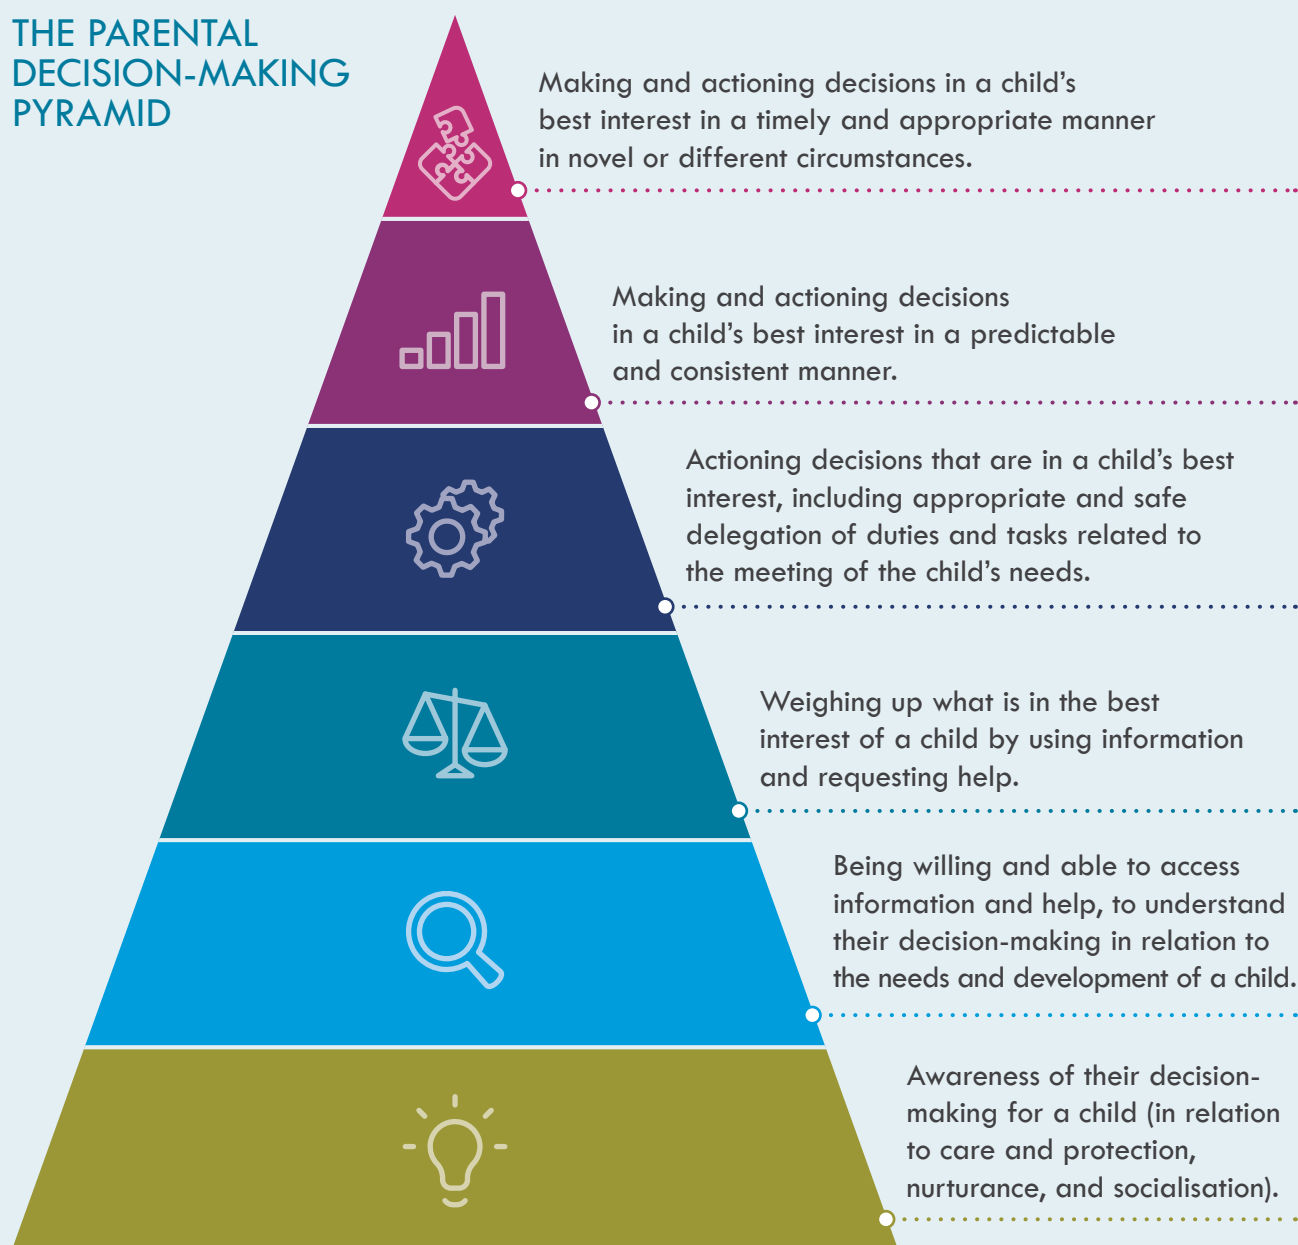 THE PARENTAL
DECISION-MAKING
PYRAMID
Making and actioning decisions in a child’s
best interest in a timely and appropriate manner
in novel or different circumstances.
Making and actioning decisions
in a child’s best interest in a predictable
and consistent manner.
Actioning decisions that are in a child’s best
interest, including appropriate and safe
delegation of duties and tasks related to
the meeting of the child’s needs.
Weighing up what is in the best
interest of a child by using information
and requesting help.
Being willing and able to access
information and help, to understand
their decision-making in relation to
the needs and development of a child.
Awareness of their decision-
making for a child (in relation
to care and protection,
nurturance, and socialisation).